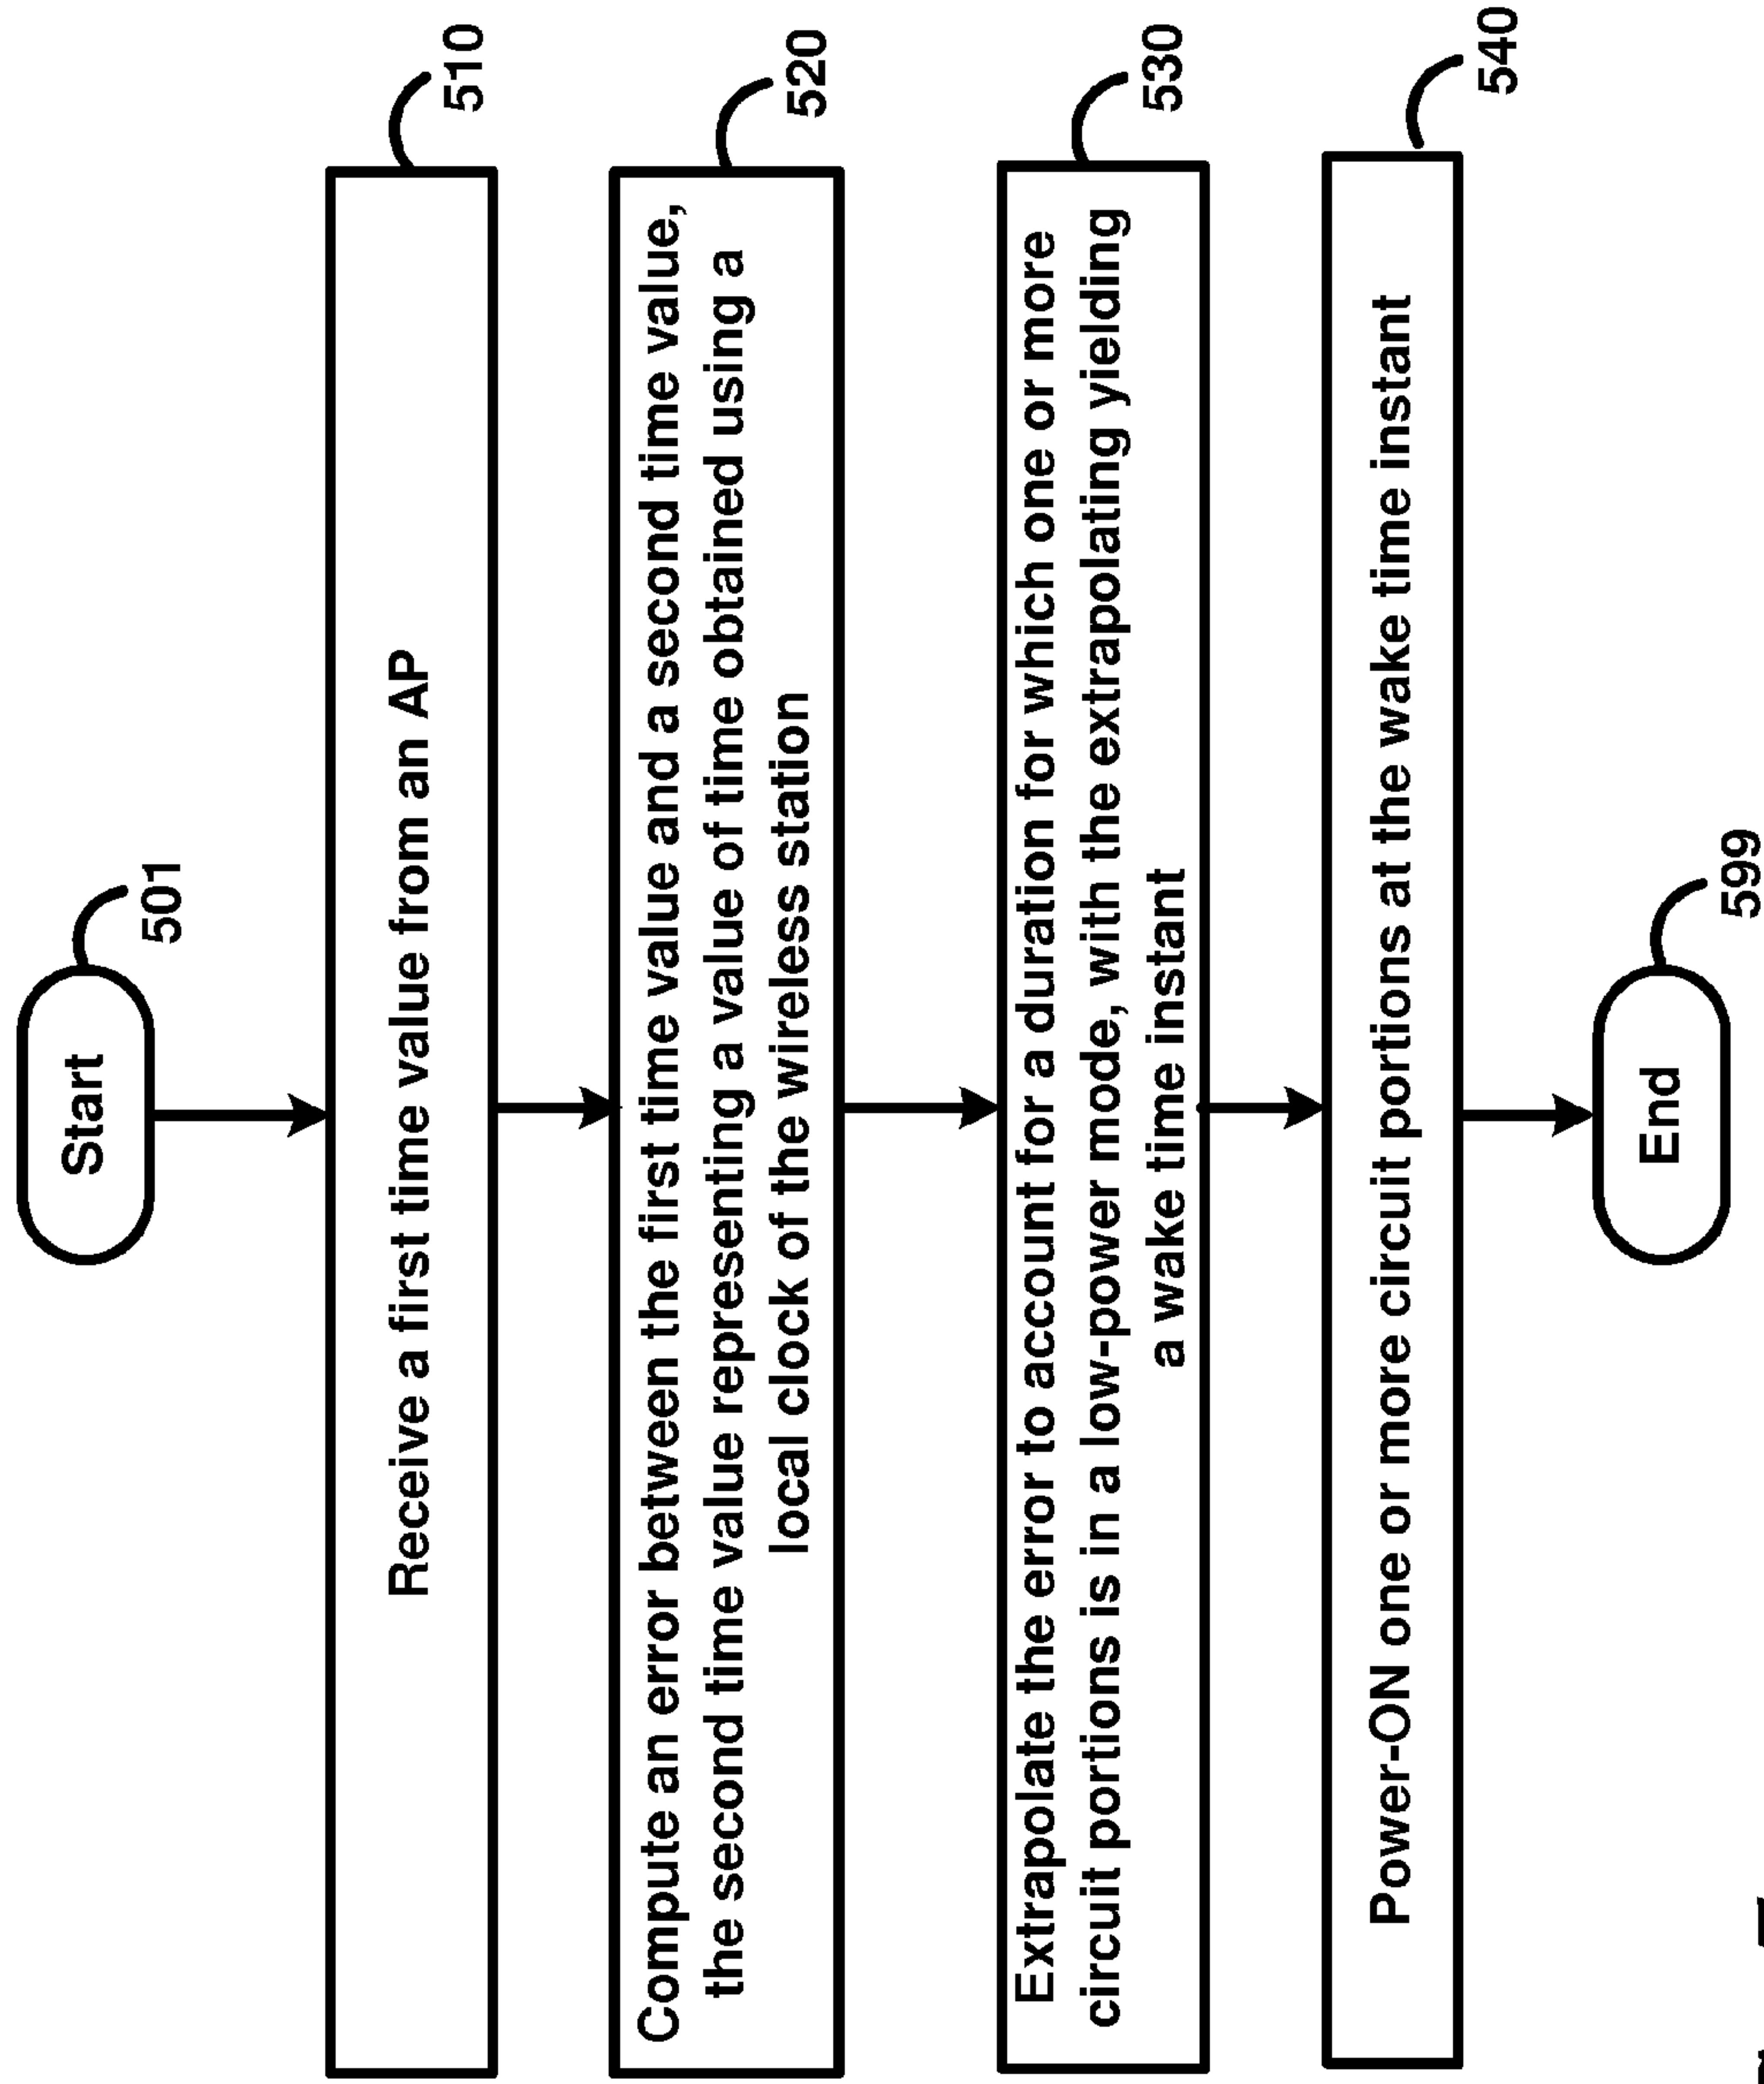 Start
501
Receive a first time value from an AP
510
Compute an error between the first time value and a second time value,
the second time value representing a value of time obtained using a
local clock of the wireless station
520
Extrapolate the error to account for a duration for which one or more
circuit portions is in a low-power mode, with the extrapolating yielding
a wake time instant
530
Power-ON one or more circuit portions at the wake time instant
540
End
599